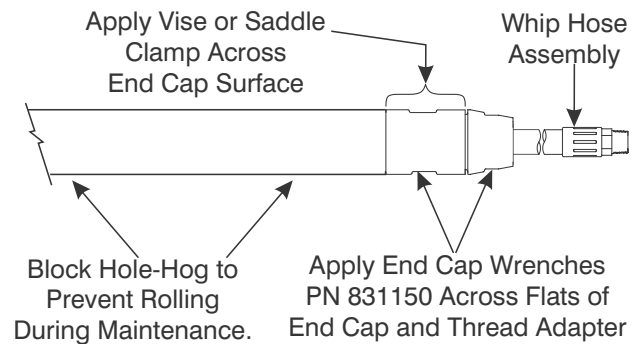 Apply Vise or Saddle
Clamp Across
End Cap Surface
Whip Hose
Assembly
Block Hole-Hog to
Prevent Rolling
During Maintenance.
Apply End Cap Wrenches
PN 831150 Across Flats of
End Cap and Thread Adapter